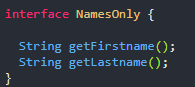 interface NamesOnly {
String getFirstname();
String getLastname();
}